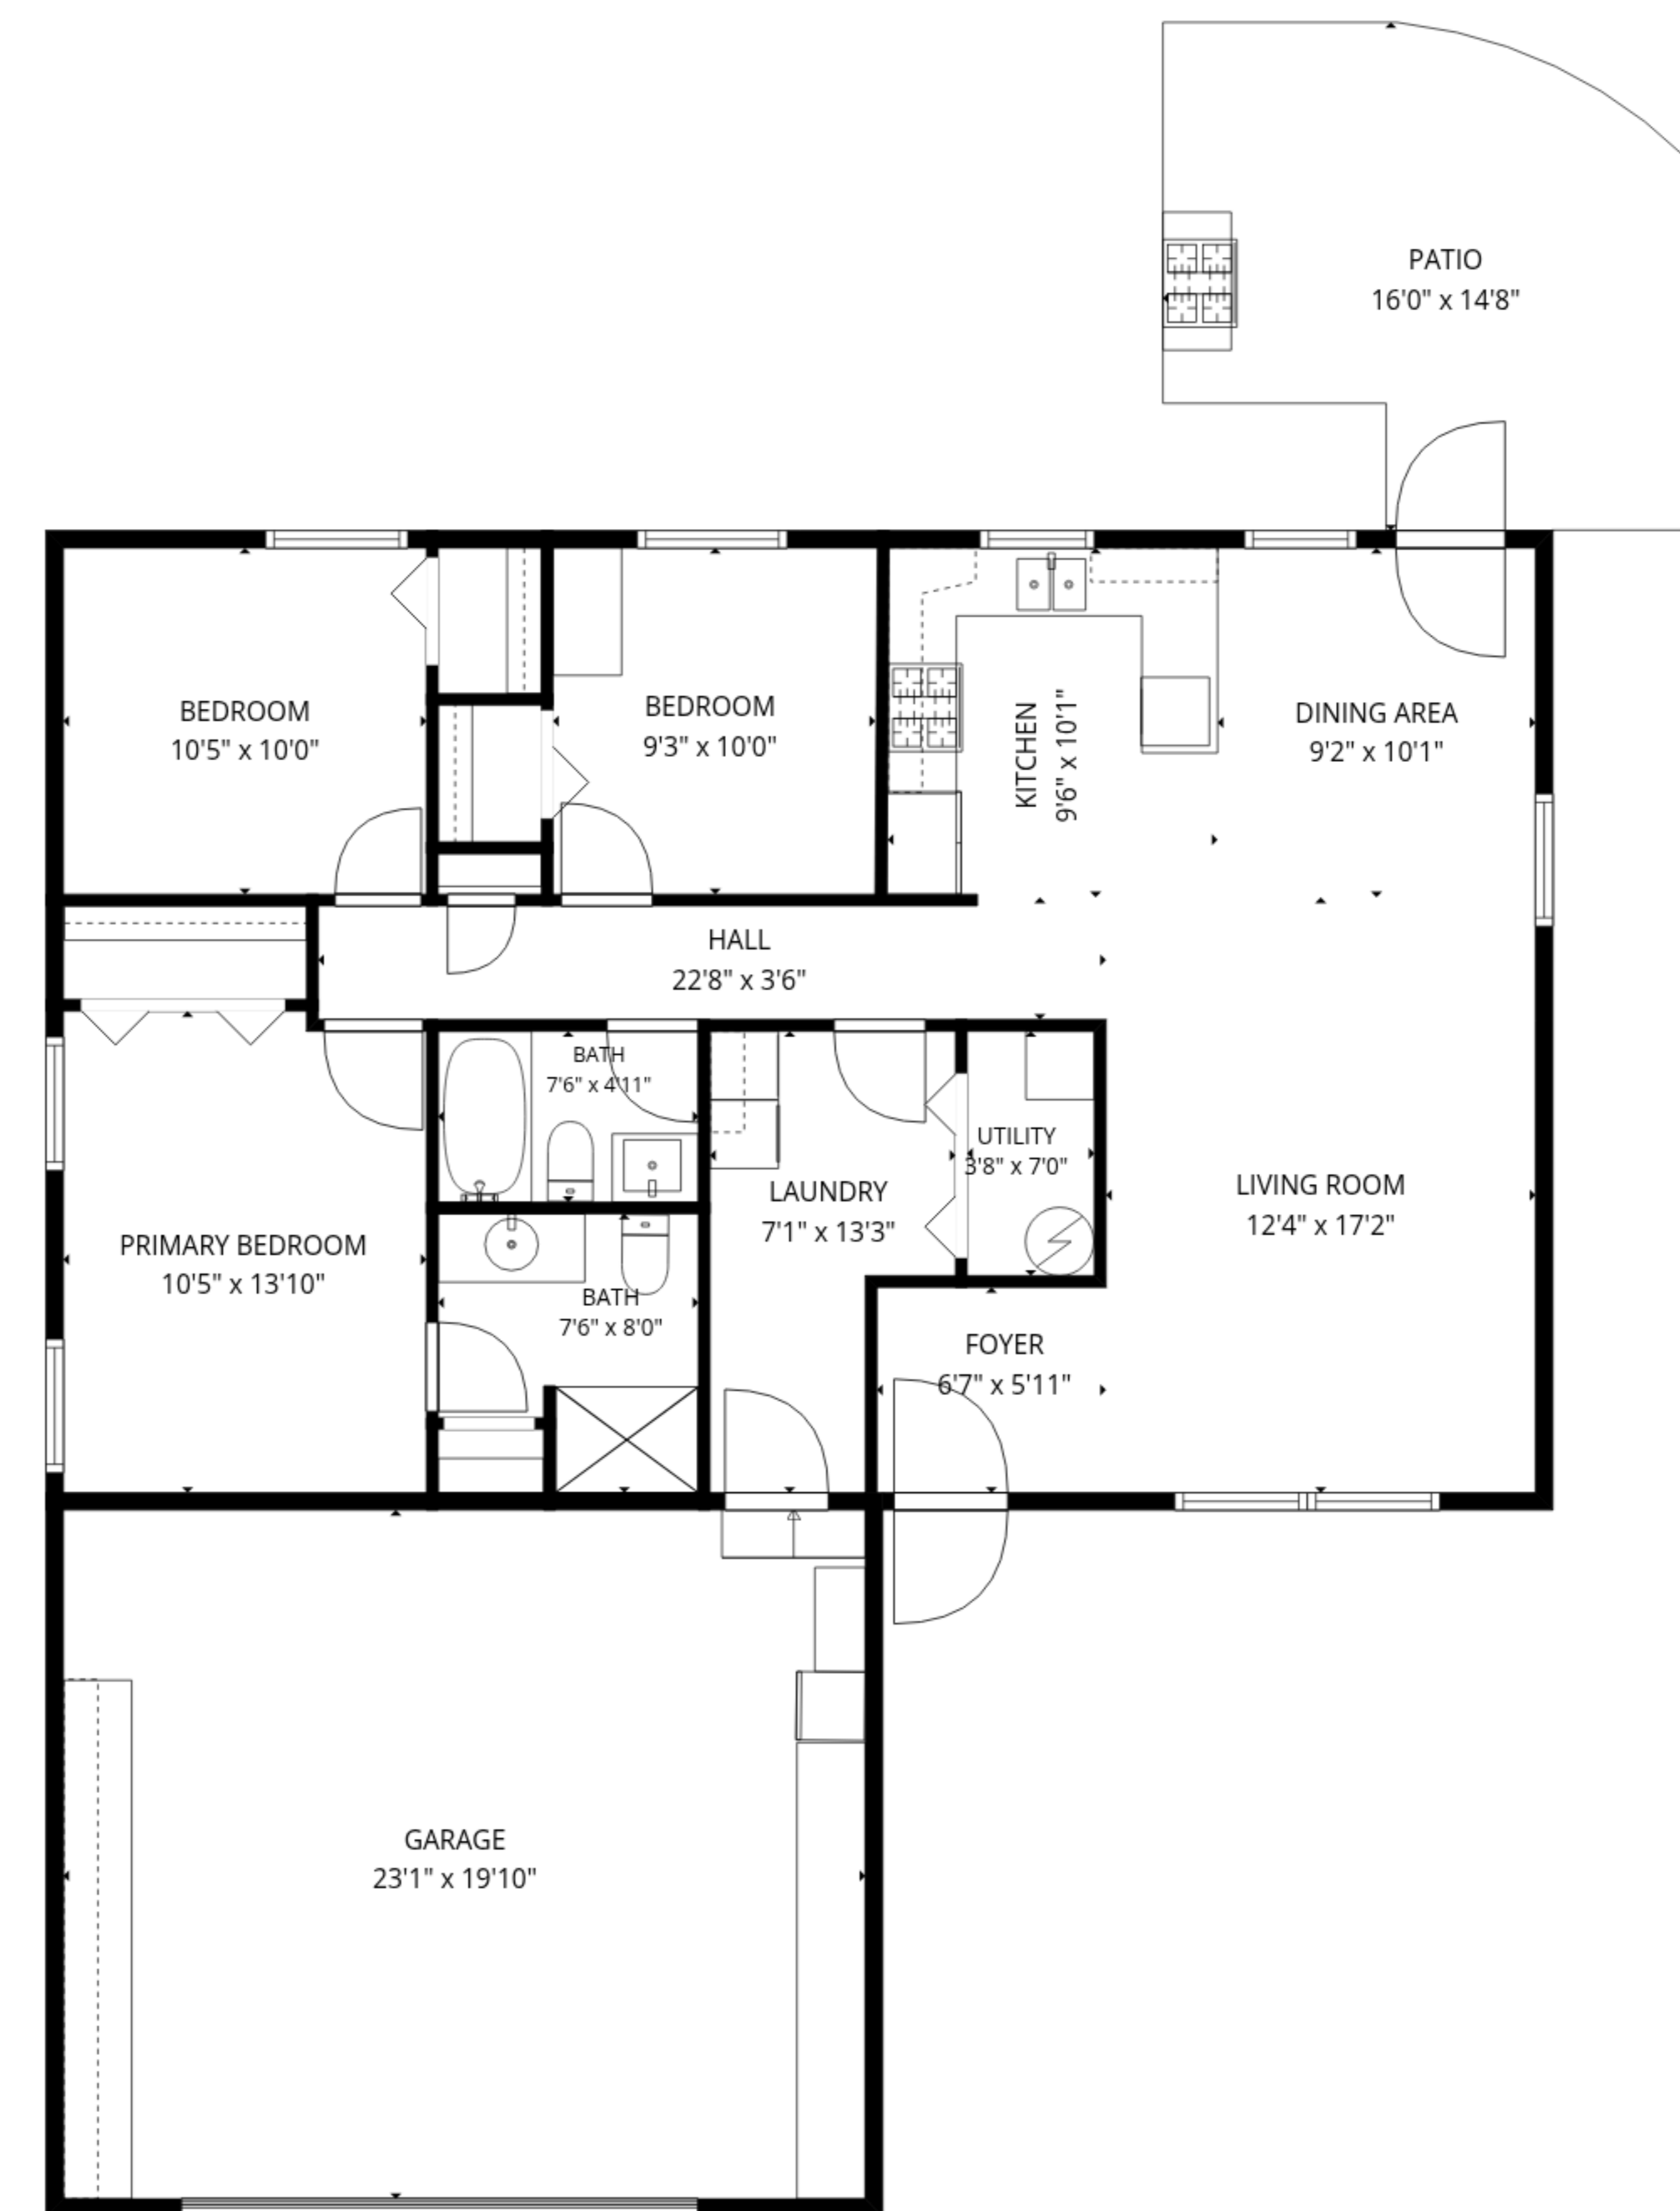 PATIO
16'0" x 14'8"
BEDROOM
10'5" x 10'0"
BEDROOM
9'3" x 10'0"
KITCHEN
9'6" x 10'1"
DINING AREA
9'2" x 10'1"
HALL
22'8" x 3'6"
BATH
7'6" x 4'11"
UTILITY
3'8" x 7'0"
LAUNDRY
7'1" x 13'3"
LIVING ROOM
12'4" x 17'2"
PRIMARY BEDROOM
10'5" x 13'10"
BATH
7'6" x 8'0"
FOYER
6'7" x 5'11"
GARAGE
23'1" x 19'10"